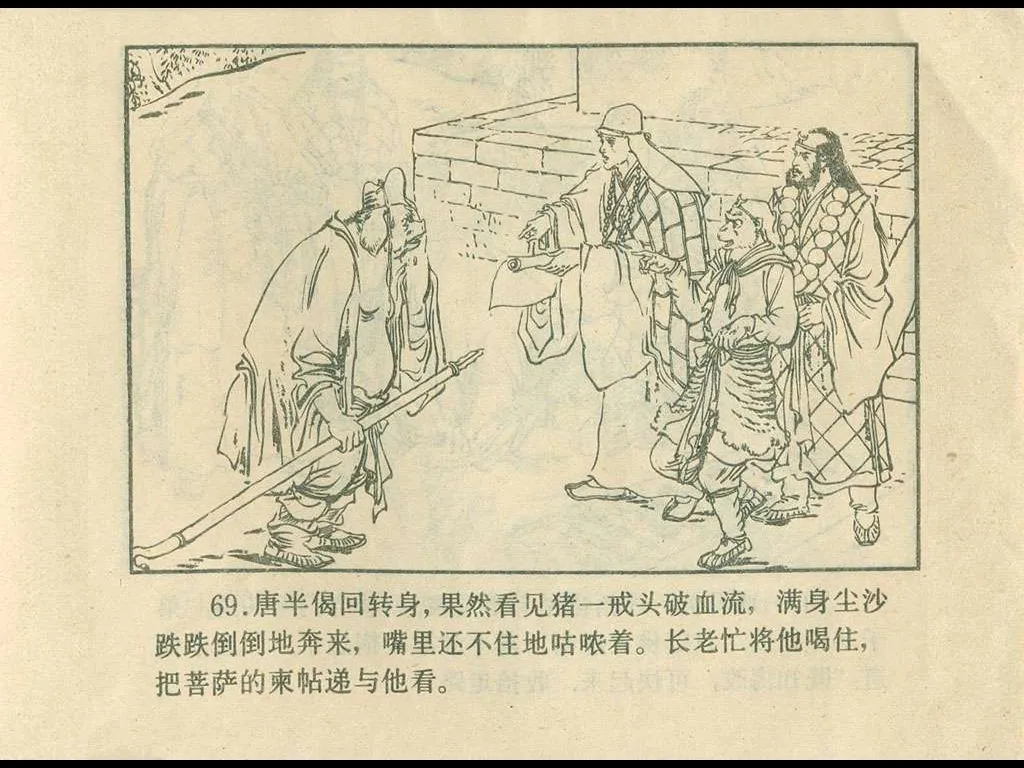 69.唐半偈回转身,果然看见猪一戒头破血流，满身尘沙
跌跌倒倒地奔来，嘴里还不住地咕哝着。长老忙将他喝住，
把菩萨的柬帖递与他看。